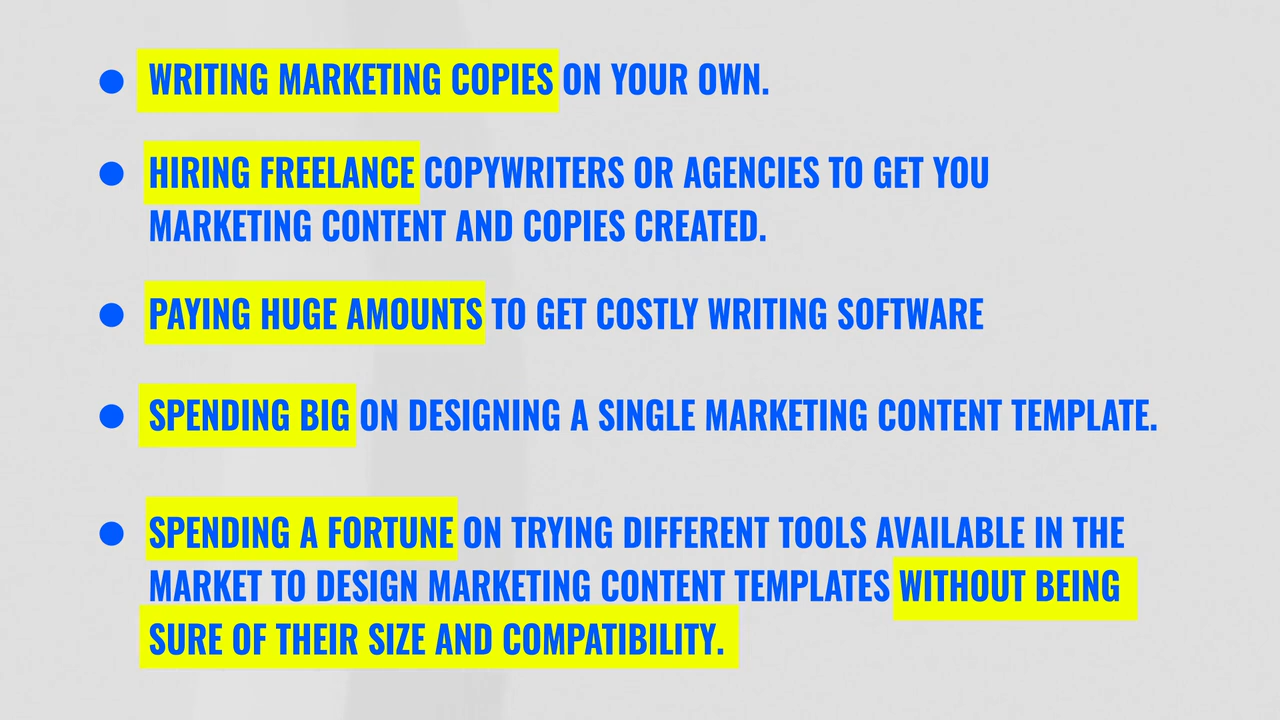 WRITING MARKETING COPIES ON YOUR OWN.
HIRING FREELANCE COPYWRITERS OR AGENCIES TO GET YOU
MARKETING CONTENT AND COPIES CREATED.
PAYING HUGE AMOUNTS TO GET COSTLY WRITING SOFTWARE
SPENDING BIG ON DESIGNING A SINGLE MARKETING CONTENT TEMPLATE.
SPENDING A FORTUNE ON TRYING DIFFERENT TOOLS AVAILABLE IN THE
MARKET TO DESIGN MARKETING CONTENT TEMPLATES WITHOUT BEING
SURE OF THEIR SIZE AND COMPATIBILITY.